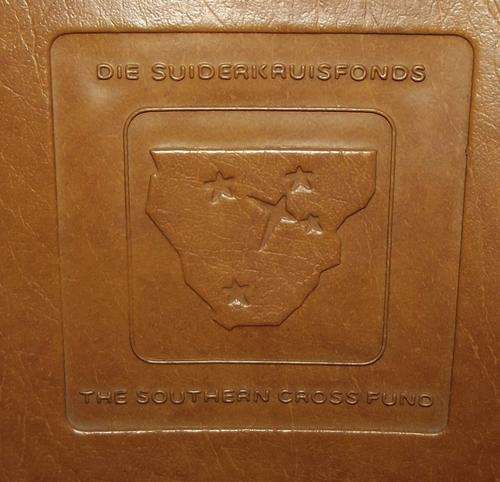 DIE SUIDERKRUISFONDS
THE SOUTHERN CROSS FUND